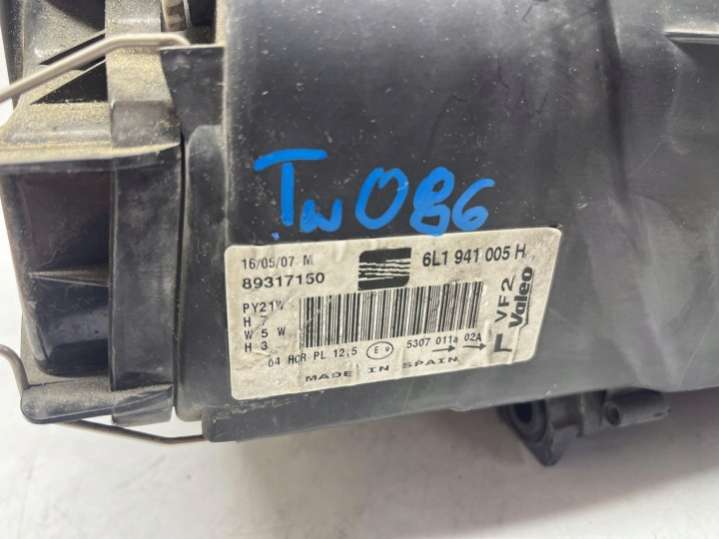 Tw086
16/05/07 M
6L1 941 005 H
89317150
PY21W
H 7
W 5 W
H 3
VF2
Valeo
04 HCR PL 12,5 E9 5307 011a 02A
MADE IN SPAIN